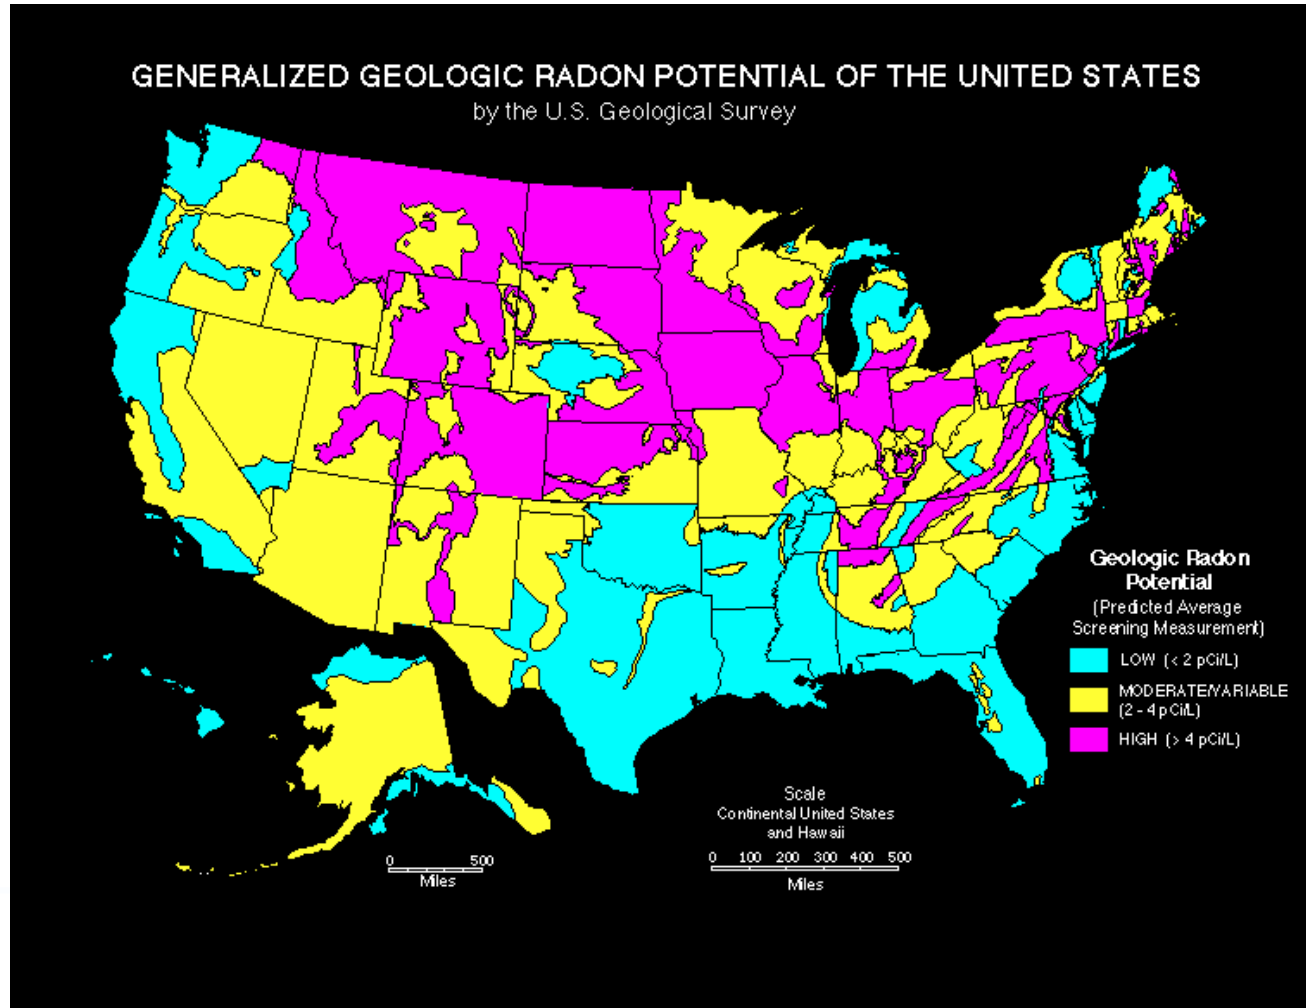 GENERALIZED GEOLOGIC RADON POTENTIAL OF THE UNITED STATES
by the U.S. Geological Survey
Geologic Radon
Potential
(Predicted Average
Screening Measurement)
LOW (< 2 pCi/L)
MODERATE/VARIABLE
(2 - 4 pCi/L)
HIGH (> 4 pCi/L)
Scale
Continental United States
and Hawaii
0 100 200 300 400 500
Miles
0 500
Miles